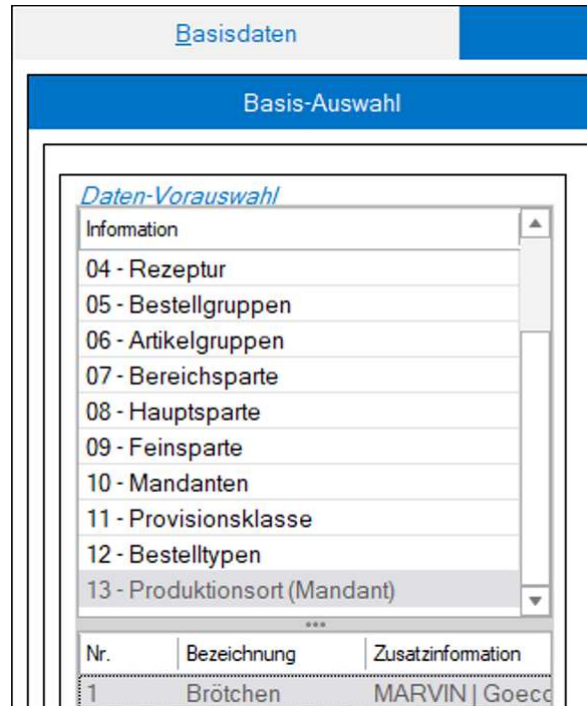 Basisdaten
Basis-Auswahl
Daten-Vorauswahl
Information
04 - Rezeptur
05 - Bestellgruppen
06 - Artikelgruppen
07 - Bereichsparte
08 - Hauptsparte
09 - Feinsparte
10 - Mandanten
11 - Provisionsklasse
12 - Bestelltypen
13 - Produktionsort (Mandant)
Nr. Bezeichnung Zusatzinformation
1 Brötchen MARVIN | Goecc